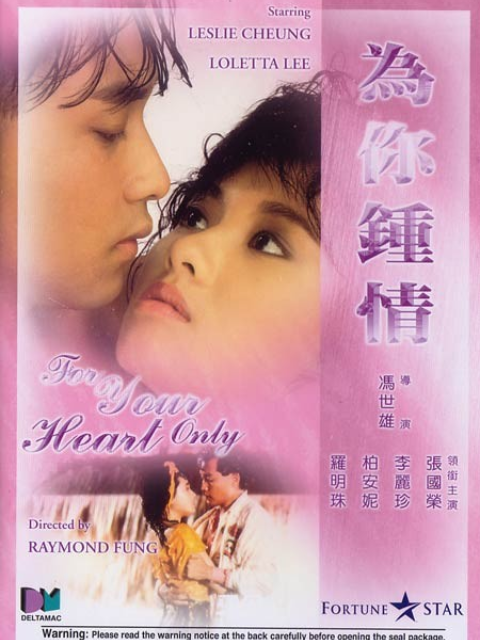 Starring
LESLIE CHEUNG
LOLETTA LEE
為你鍾情
For Your
Heart Only
導演
馮世雄
領銜主演
張國榮
李麗珍
柏安妮
羅明珠
Directed by
RAYMOND FUNG
DM
DELTAMAC
FORTUNE STAR
Warning: Please read the warning notice at the back carefully before opening the seal package.